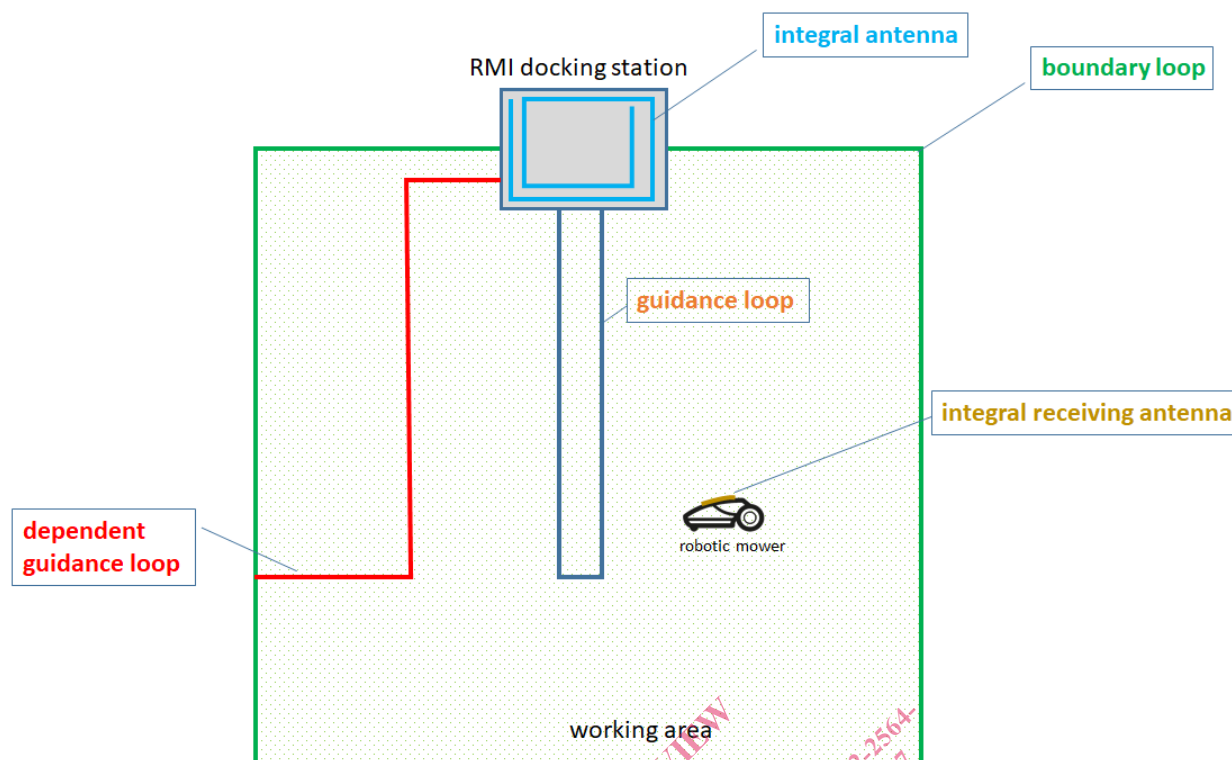 integral antenna
RMI docking station
boundary loop
guidance loop
integral receiving antenna
dependent
guidance loop
robotic mower
working area